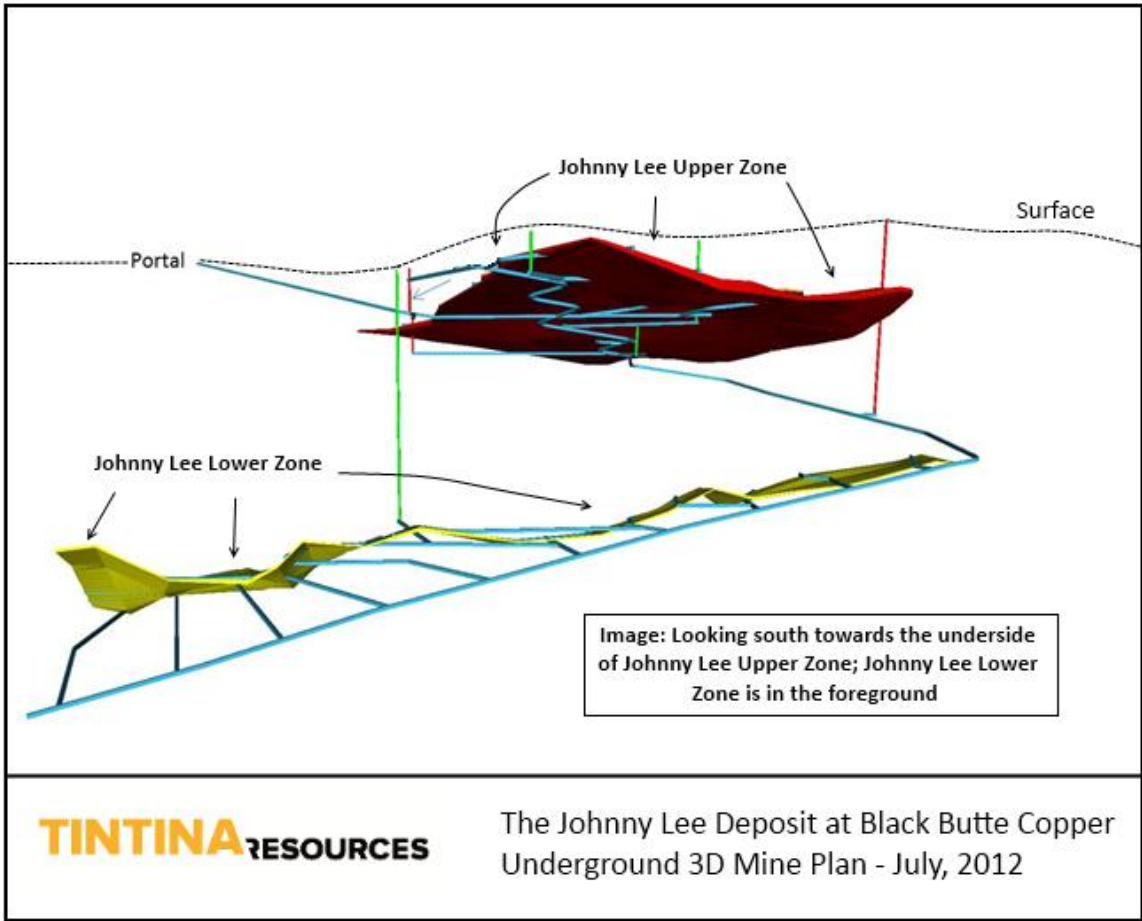 Johnny Lee Upper Zone
Surface
Portal
Johnny Lee Lower Zone
Image: Looking south towards the underside
of Johnny Lee Upper Zone; Johnny Lee Lower
Zone is in the foreground
TINTINA RESOURCES
The Johnny Lee Deposit at Black Butte Copper
Underground 3D Mine Plan - July, 2012